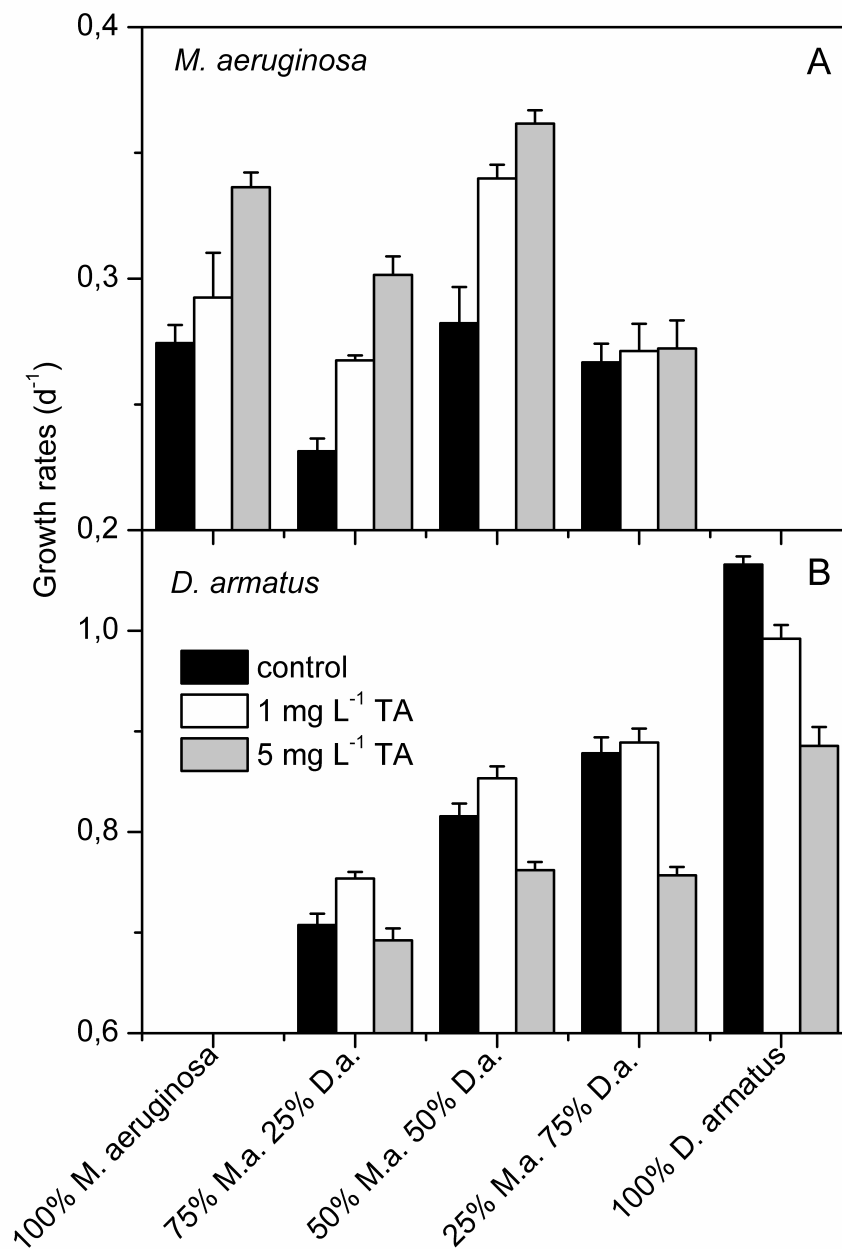 0,4
M. aeruginosa
A
0,3
0,2
Growth rates (d⁻¹)
D. armatus
B
1,0
control
1 mg L⁻¹ TA
5 mg L⁻¹ TA
0,8
0,6
100% M. aeruginosa
75% M.a. 25% D.a.
50% M.a. 50% D.a.
25% M.a. 75% D.a.
100% D. armatus